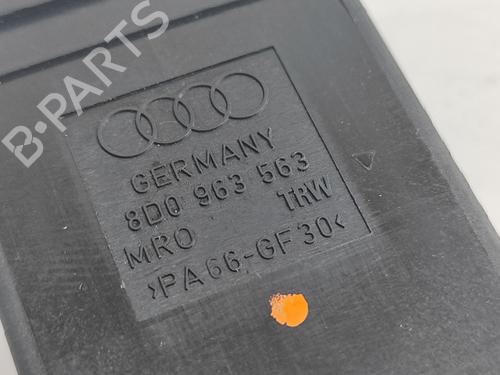 B-PARTS
GERMANY
8D0 963 563
MRO TRW
>PA66-GF30<